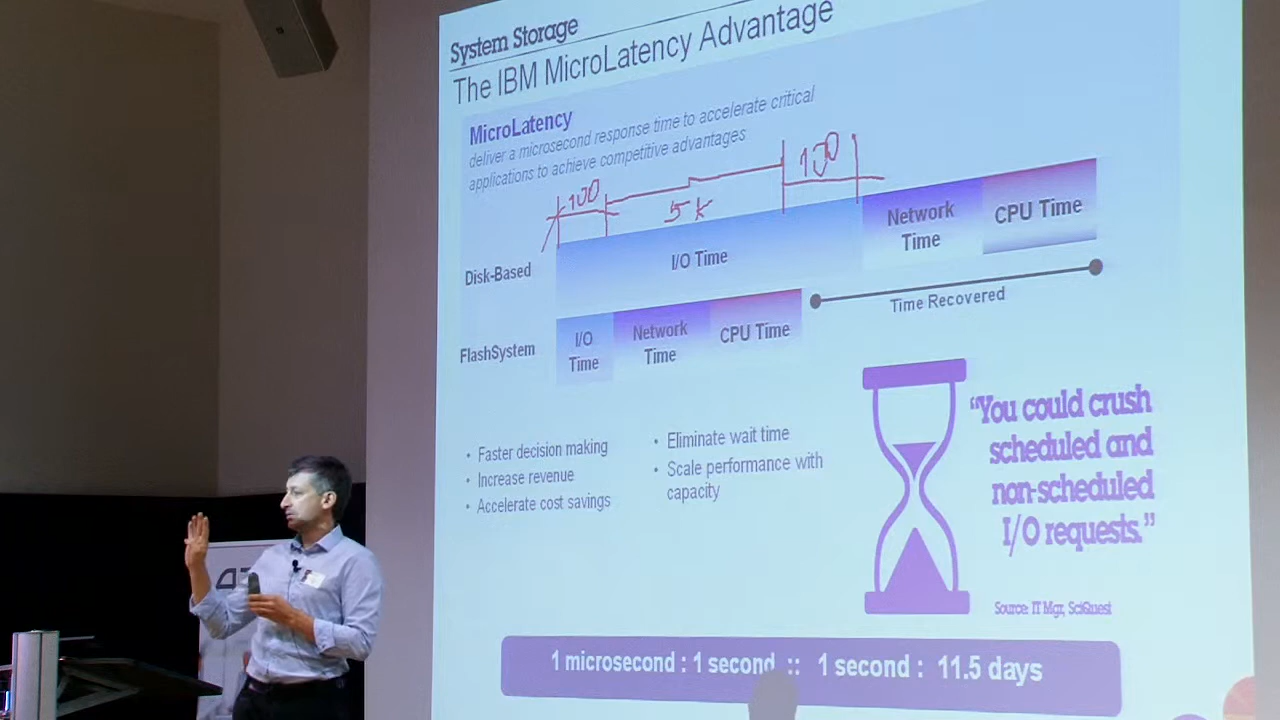 System Storage
The IBM MicroLatency Advantage
MicroLatency
deliver a microsecond response time to accelerate critical
applications to achieve competitive advantages
100
5k
100
Disk-Based
I/O Time
Network
Time
CPU Time
Time Recovered
FlashSystem
I/O
Time
Network
Time
CPU Time
• Faster decision making
• Increase revenue
• Accelerate cost savings
• Eliminate wait time
• Scale performance with
capacity
“You could crush
scheduled and
non-scheduled
I/O requests.”
Source: IT Mgr, SciQuest
1 microsecond : 1 second :: 1 second : 11.5 days